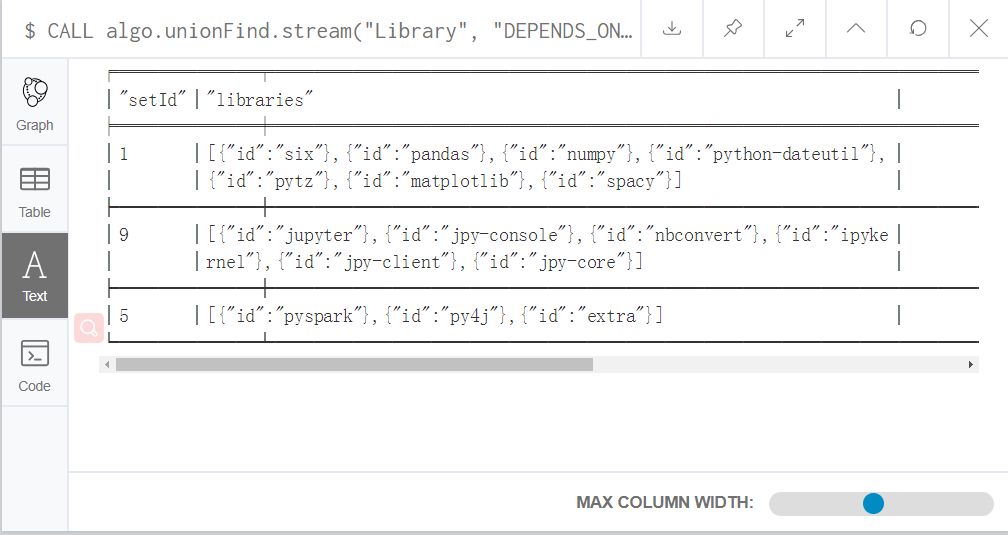 $ CALL algo.unionFind.stream("Library", "DEPENDS_ON…
Graph
Table
Text
Code
"setId" "libraries"
1 [{"id":"six"},{"id":"pandas"},{"id":"numpy"},{"id":"python-dateutil"},
{"id":"pytz"},{"id":"matplotlib"},{"id":"spacy"}]
9 [{"id":"jupyter"},{"id":"jpy-console"},{"id":"nbconvert"},{"id":"ipyke
rnel"},{"id":"jpy-client"},{"id":"jpy-core"}]
5 [{"id":"pyspark"},{"id":"py4j"},{"id":"extra"}]
MAX COLUMN WIDTH: